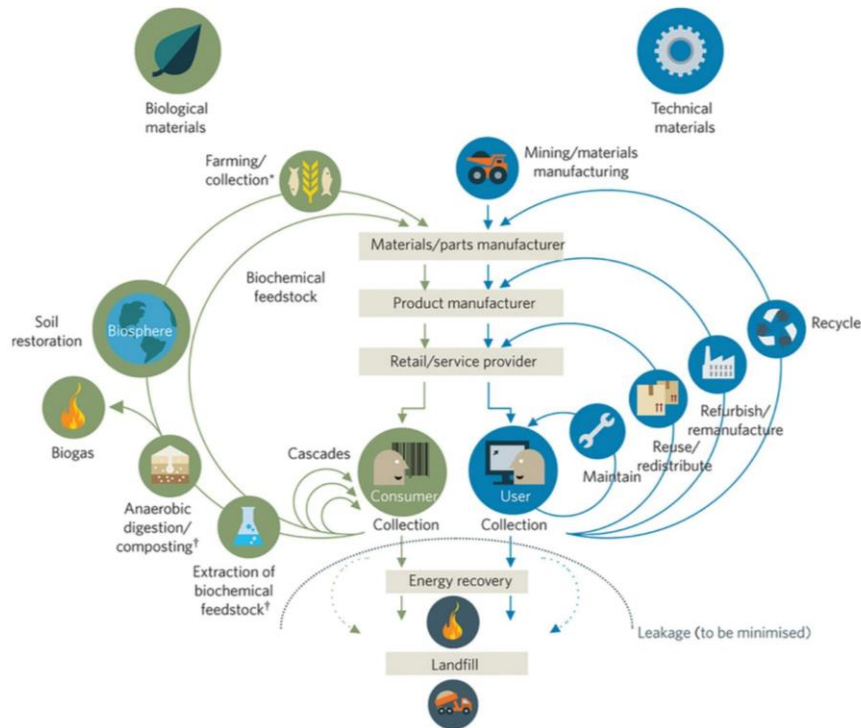 Biological
materials
Technical
materials
Farming/
collection*
Mining/materials
manufacturing
Materials/parts manufacturer
Biochemical
feedstock
Product manufacturer
Soil
restoration
Biosphere
Recycle
Retail/service provider
Refurbish/
remanufacture
Reuse/
redistribute
Biogas
Cascades
Maintain
Consumer
User
Anaerobic
digestion/
composting†
Collection
Collection
Extraction of
biochemical
feedstock†
Energy recovery
Leakage (to be minimised)
Landfill